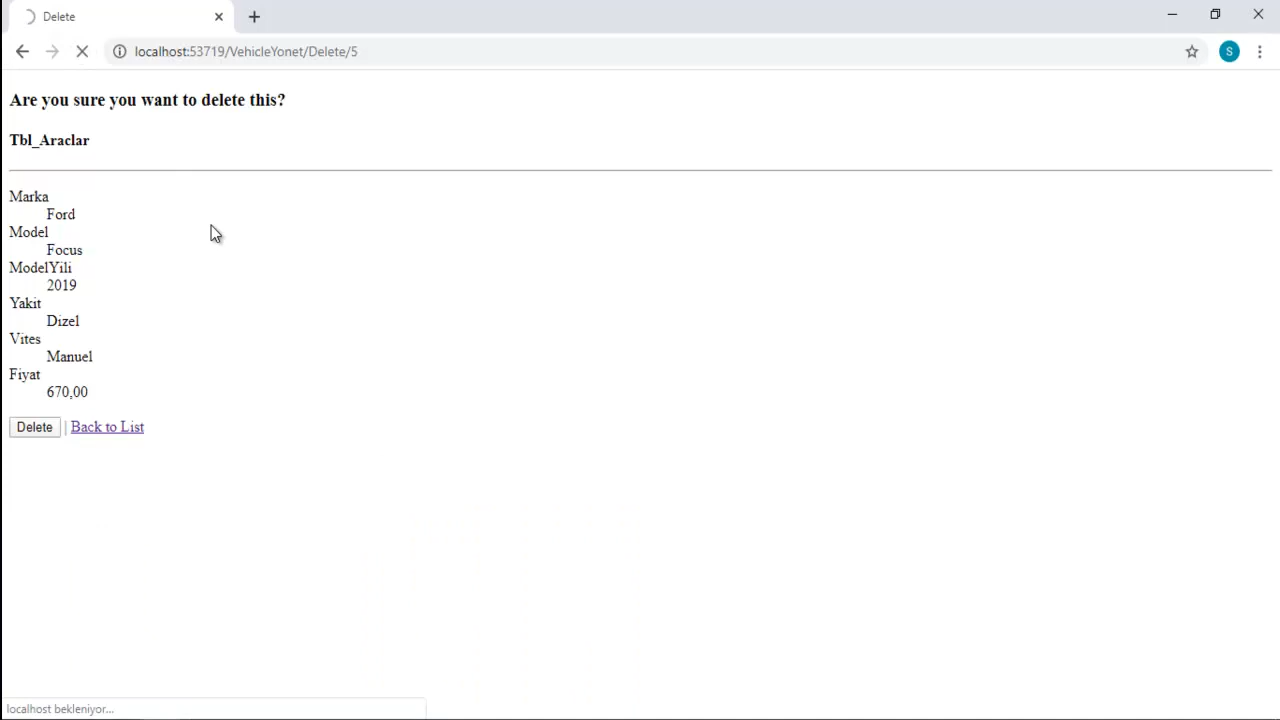 Delete
localhost:53719/VehicleYonet/Delete/5
S
Are you sure you want to delete this?
Tbl_Araclar
Marka
Ford
Model
Focus
ModelYili
2019
Yakit
Dizel
Vites
Manuel
Fiyat
670,00
Delete | Back to List
localhost bekleniyor...